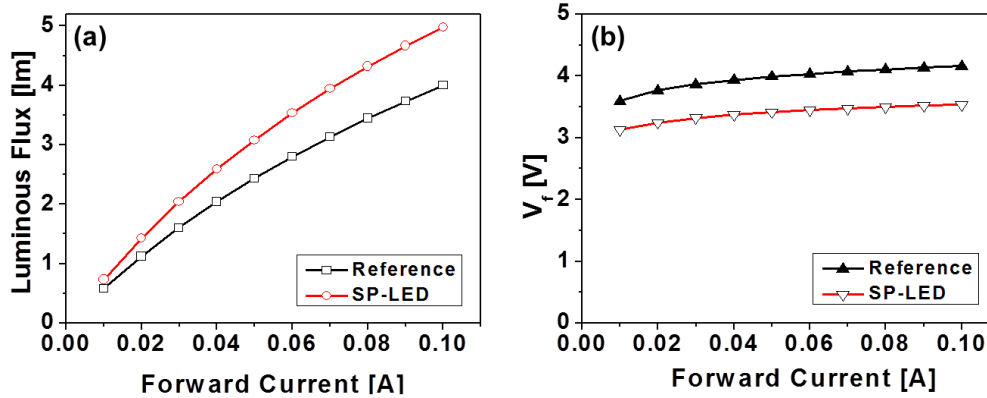 (a)
Luminous Flux [lm]
5
4
3
2
1
0
Reference
SP-LED
0.00 0.02 0.04 0.06 0.08 0.10
Forward Current [A]
(b)
V_f [V]
5
4
3
2
1
0
Reference
SP-LED
0.00 0.02 0.04 0.06 0.08 0.10
Forward Current [A]